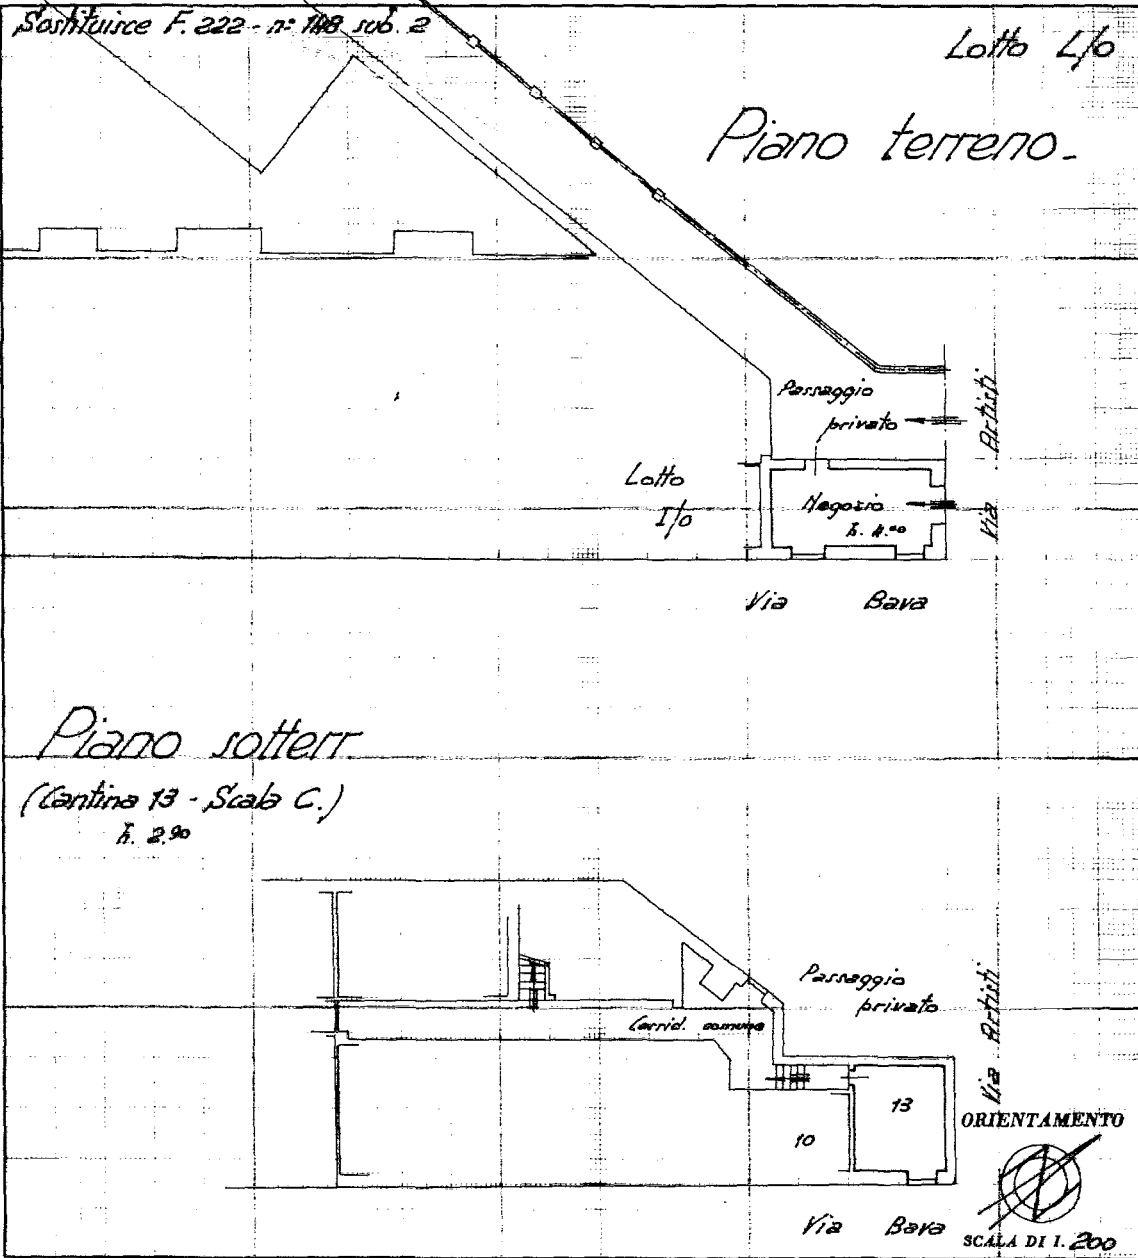 Sostituisce F. 222 - n° 148 sub. 2
Lotto L/o
Piano terreno.
Passaggio
privato
Via Artisti
Lotto
I/o
Negozio
h. 4.00
Via Bava
Piano sotterr.
(Cantina 13 - Scala C.)
h. 2.90
Passaggio
privato
Corrid. comune
Via Artisti
13
10
ORIENTAMENTO
Via Bava
SCALA DI 1. 200